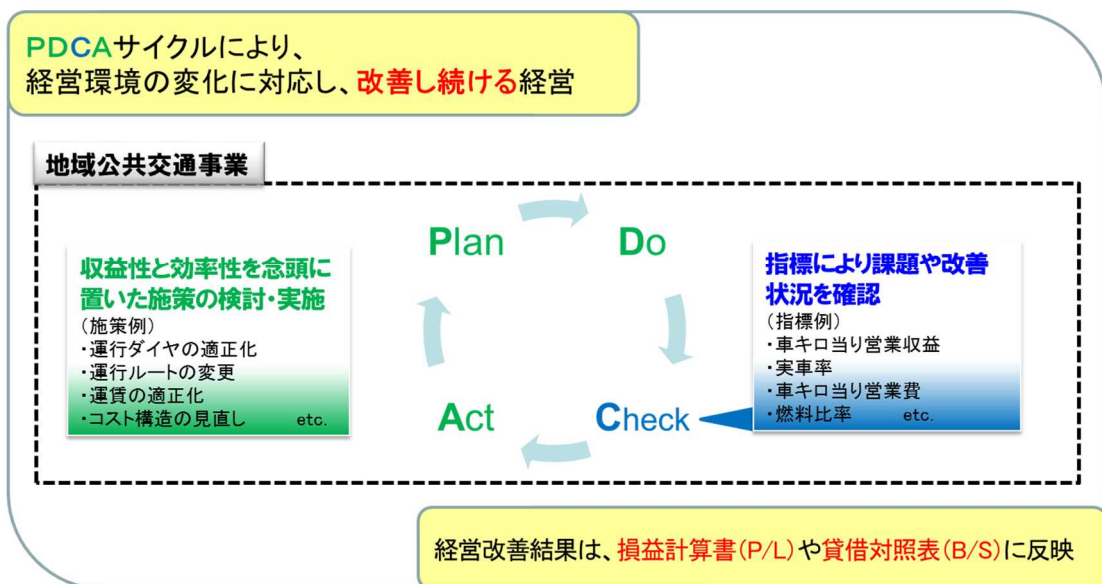 PDCAサイクルにより、
経営環境の変化に対応し、改善し続ける経営
地域公共交通事業
Plan
Do
収益性と効率性を念頭に
置いた施策の検討・実施
(施策例)
・運行ダイヤの適正化
・運行ルートの変更
・運賃の適正化
・コスト構造の見直し etc.
指標により課題や改善
状況を確認
(指標例)
・車キロ当り営業収益
・実車率
・車キロ当り営業費
・燃料比率 etc.
Act
Check
経営改善結果は、損益計算書(P/L)や貸借対照表(B/S)に反映